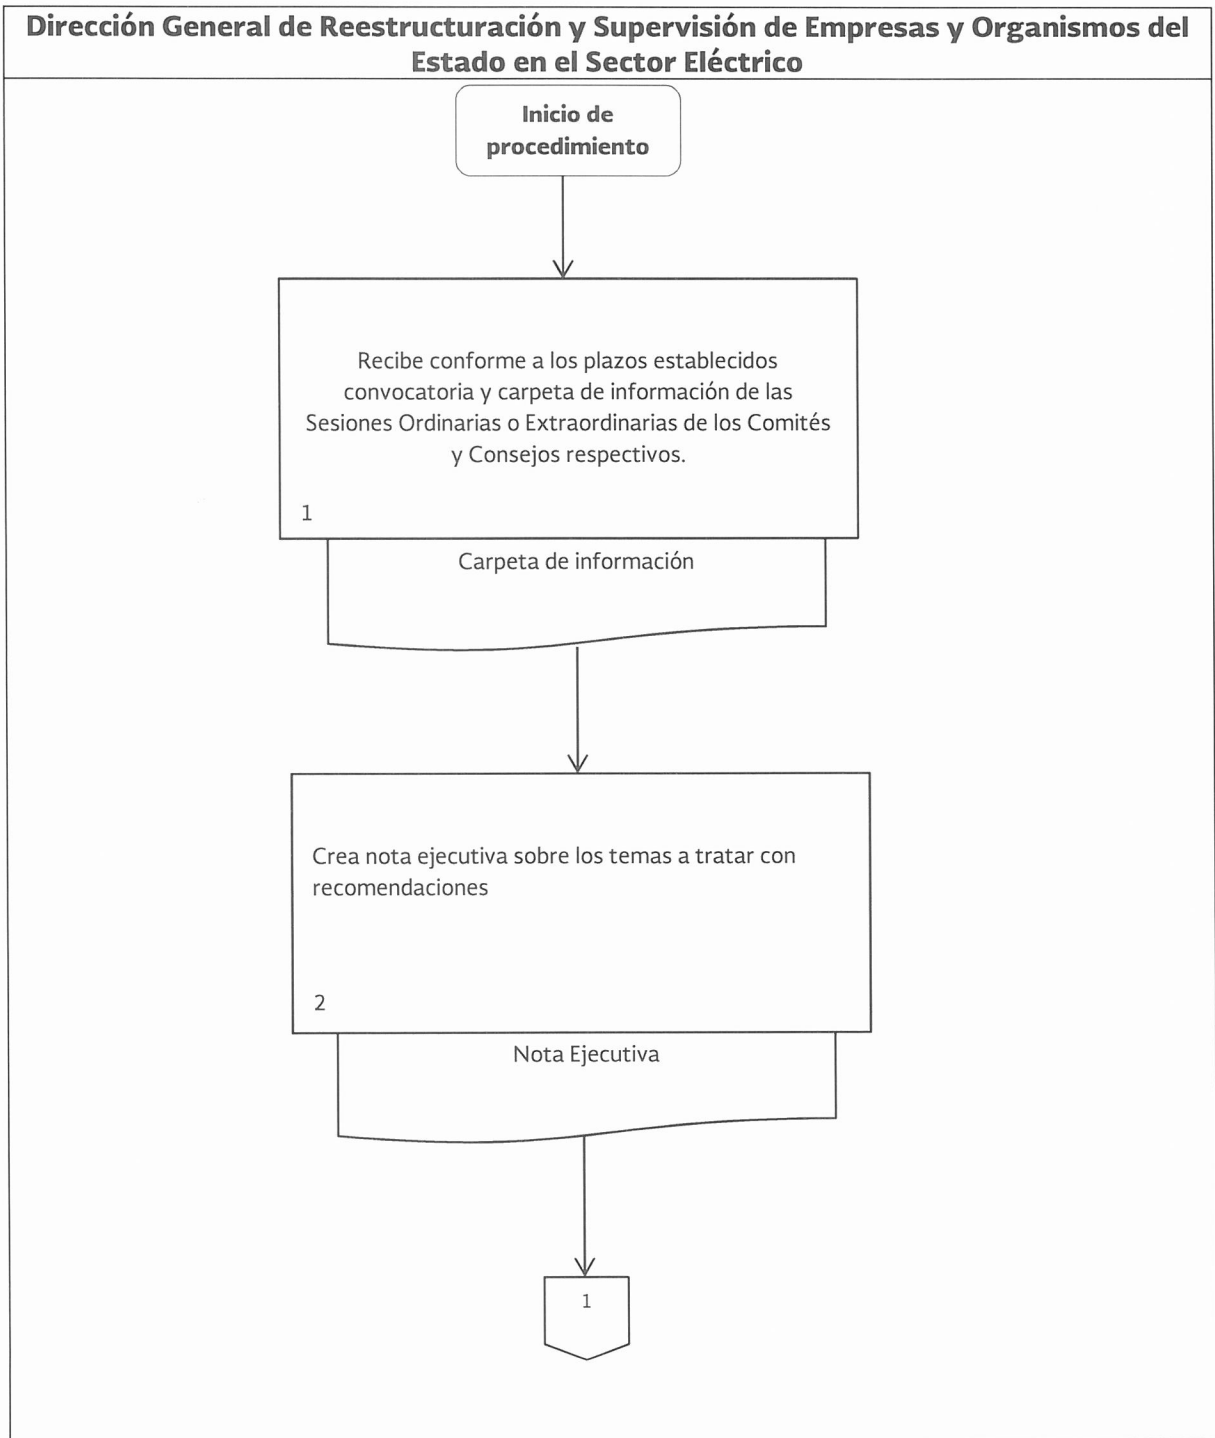 Dirección General de Reestructuración y Supervisión de Empresas y Organismos del
Estado en el Sector Eléctrico
Inicio de
procedimiento
Recibe conforme a los plazos establecidos
convocatoria y carpeta de información de las
Sesiones Ordinarias o Extraordinarias de los Comités
y Consejos respectivos.
1
Carpeta de información
Crea nota ejecutiva sobre los temas a tratar con
recomendaciones
2
Nota Ejecutiva
1